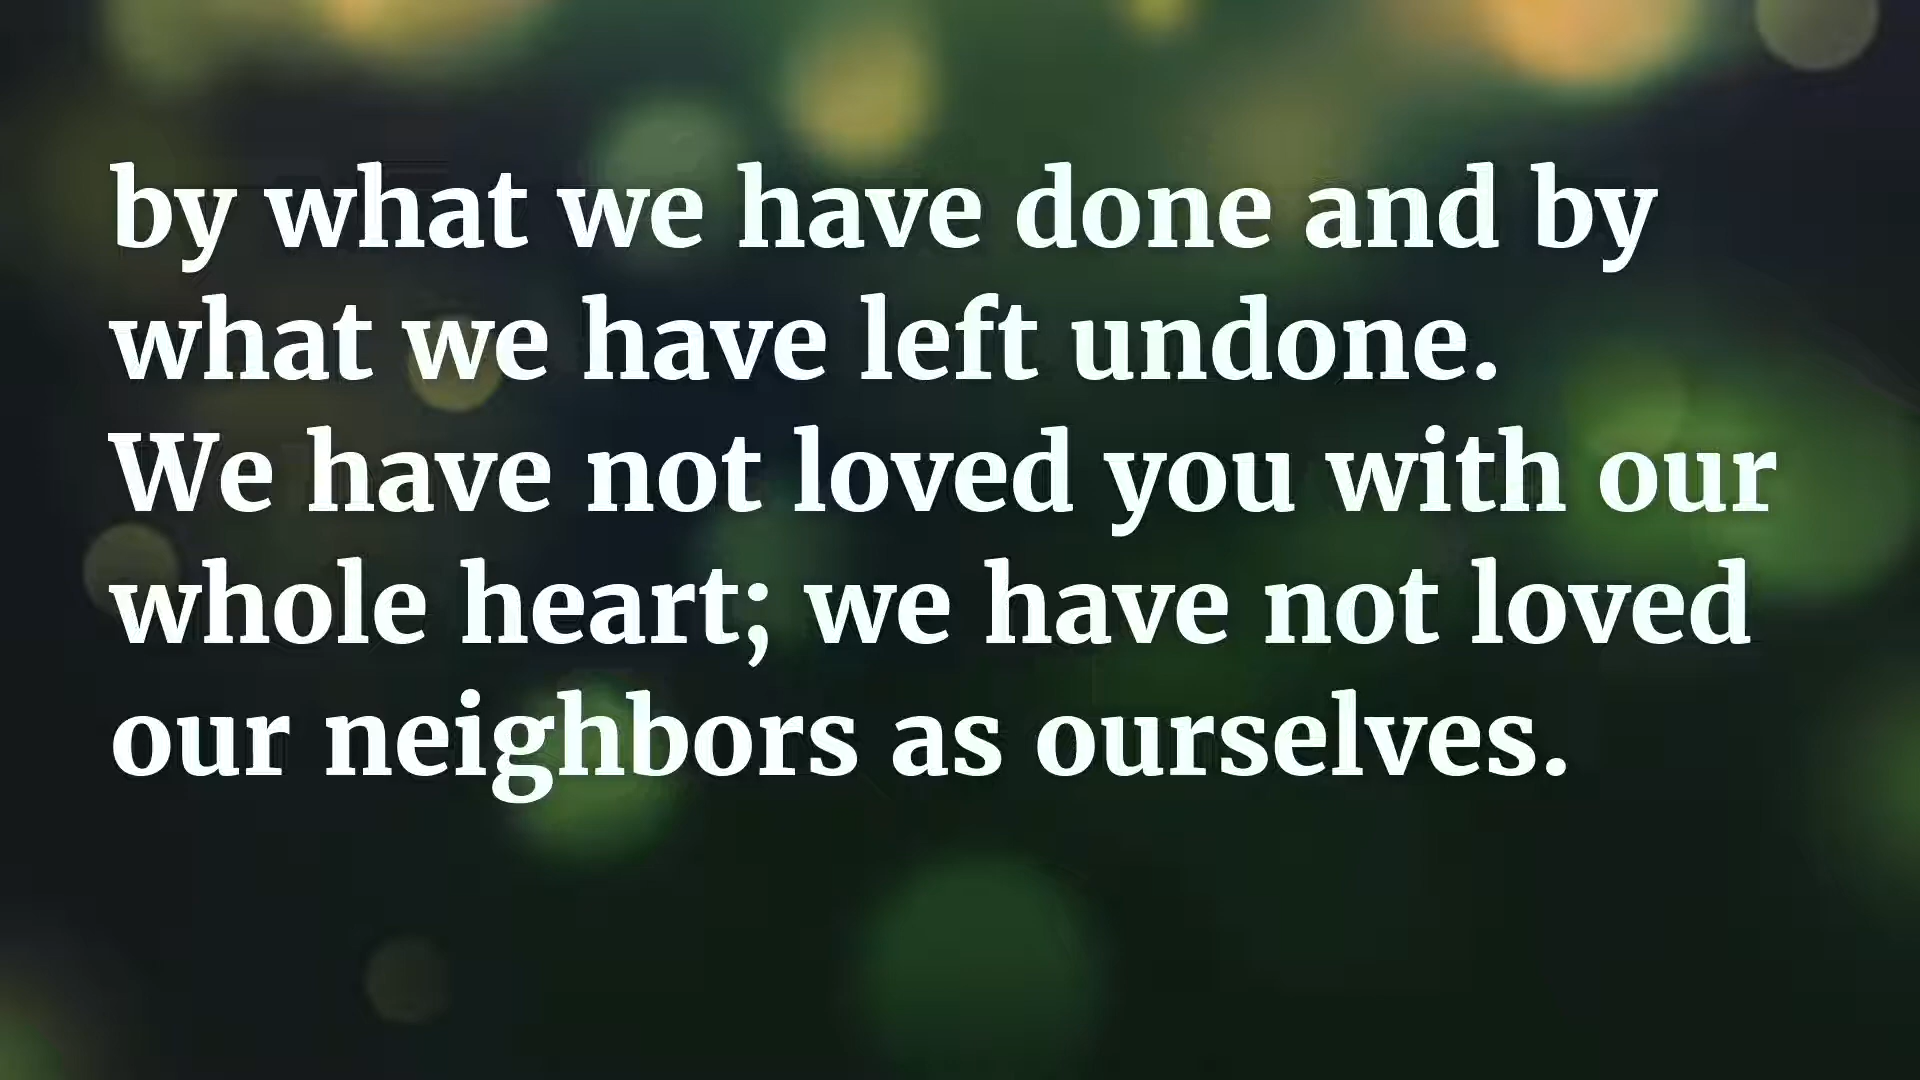 by what we have done and by
what we have left undone.
We have not loved you with our
whole heart; we have not loved
our neighbors as ourselves.